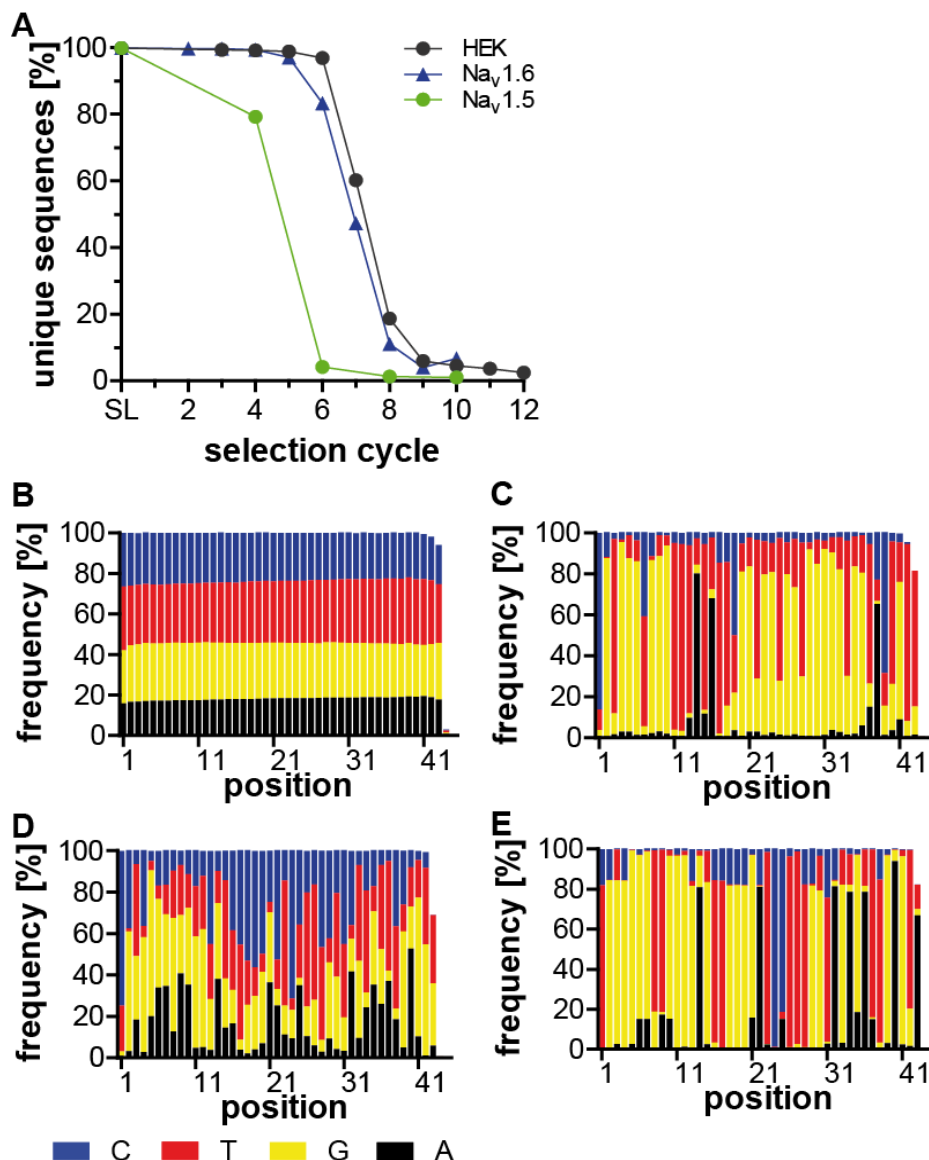 A
unique sequences [%]
100
80
60
40
20
0
HEK
Nav1.6
Nav1.5
SL 2 4 6 8 10 12
selection cycle
B
frequency [%]
100
80
60
40
20
0
1 11 21 31 41
position
C
frequency [%]
100
80
60
40
20
0
1 11 21 31 41
position
D
frequency [%]
100
80
60
40
20
0
1 11 21 31 41
position
E
frequency [%]
100
80
60
40
20
0
1 11 21 31 41
position
C T G A